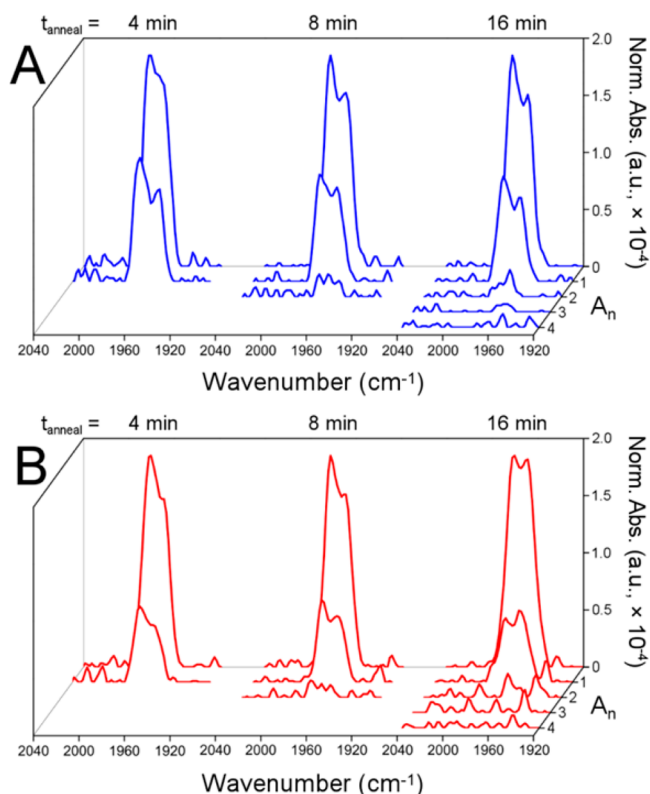 t_anneal = 4 min 8 min 16 min
A
2.0
1.5
1.0
0.5
0
Norm. Abs. (a.u., × 10⁻⁴)
1
2
3
4
Aₙ
2040 2000 1960 1920 2040 2000 1960 1920 2040 2000 1960 1920
Wavenumber (cm⁻¹)
t_anneal = 4 min 8 min 16 min
B
2.0
1.5
1.0
0.5
0
Norm. Abs. (a.u., × 10⁻⁴)
1
2
3
4
Aₙ
2040 2000 1960 1920 2040 2000 1960 1920 2040 2000 1960 1920
Wavenumber (cm⁻¹)